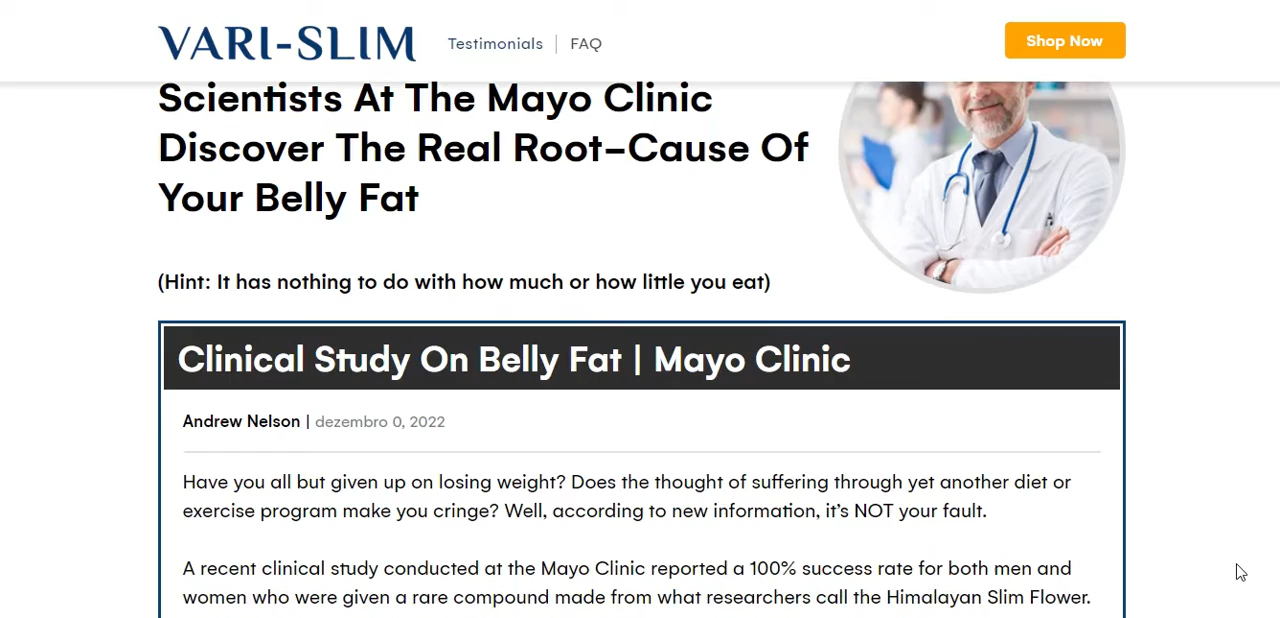 VARI-SLIM
Testimonials | FAQ
Shop Now
Scientists At The Mayo Clinic
Discover The Real Root-Cause Of
Your Belly Fat
(Hint: It has nothing to do with how much or how little you eat)
Clinical Study On Belly Fat | Mayo Clinic
Andrew Nelson | dezembro 0, 2022
Have you all but given up on losing weight? Does the thought of suffering through yet another diet or
exercise program make you cringe? Well, according to new information, it's NOT your fault.
A recent clinical study conducted at the Mayo Clinic reported a 100% success rate for both men and
women who were given a rare compound made from what researchers call the Himalayan Slim Flower.